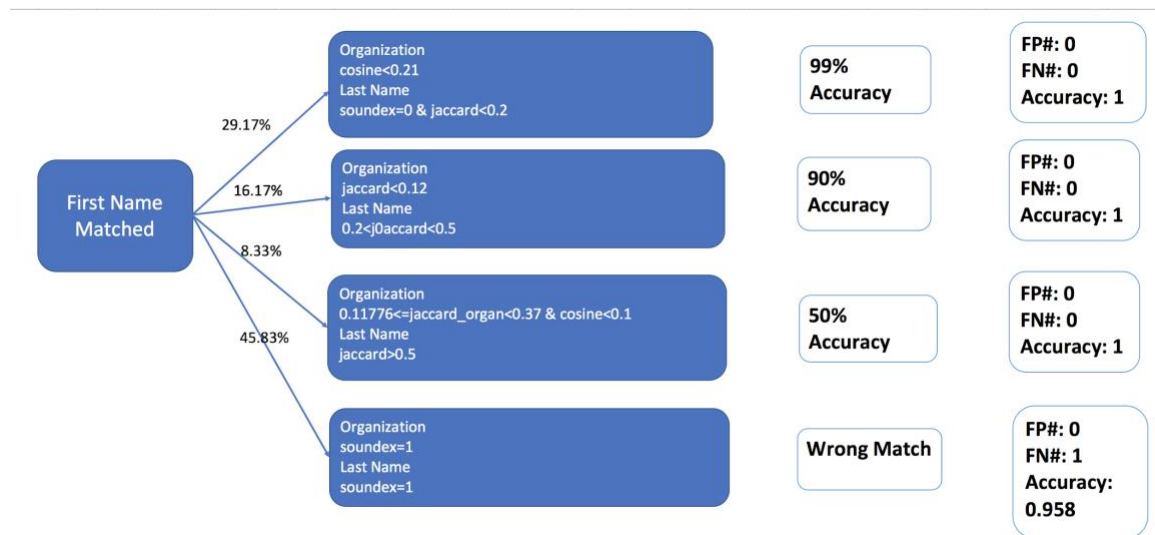 First Name
Matched
29.17%
16.17%
8.33%
45.83%
Organization
cosine<0.21
Last Name
soundex=0 & jaccard<0.2
99%
Accuracy
FP#: 0
FN#: 0
Accuracy: 1
Organization
jaccard<0.12
Last Name
0.2<j0accard<0.5
90%
Accuracy
FP#: 0
FN#: 0
Accuracy: 1
Organization
0.11776<=jaccard_organ<0.37 & cosine<0.1
Last Name
jaccard>0.5
50%
Accuracy
FP#: 0
FN#: 0
Accuracy: 1
Organization
soundex=1
Last Name
soundex=1
Wrong Match
FP#: 0
FN#: 1
Accuracy:
0.958